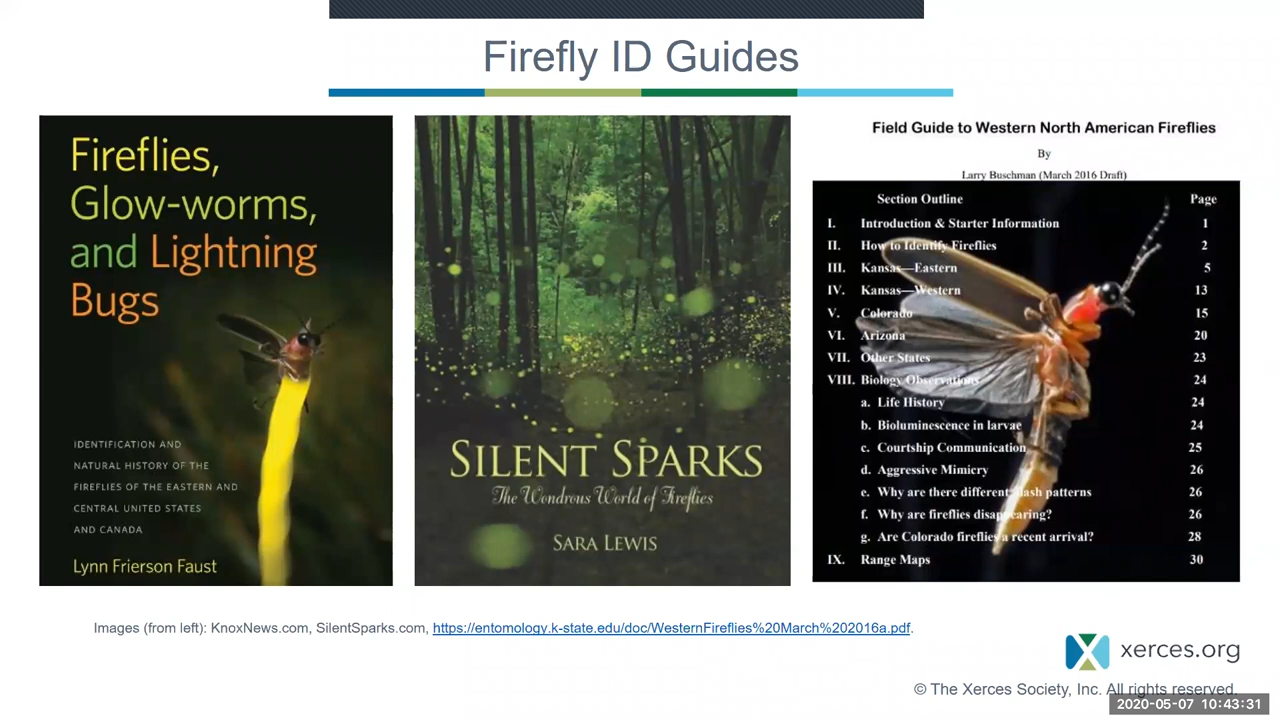 Firefly ID Guides
Fireflies,
Glow-worms,
and Lightning
Bugs
IDENTIFICATION AND
NATURAL HISTORY OF THE
FIREFLIES OF THE EASTERN AND
CENTRAL UNITED STATES
AND CANADA
Lynn Frierson Faust
SILENT SPARKS
The Wondrous World of Fireflies
SARA LEWIS
Field Guide to Western North American Fireflies
By
Larry Buschman (March 2016 Draft)
Section Outline Page
I. Introduction & Starter Information 1
II. How to Identify Fireflies 2
III. Kansas—Eastern 5
IV. Kansas—Western 13
V. Colorado 15
VI. Arizona 20
VII. Other States 23
VIII. Biology Observations 24
a. Life History 24
b. Bioluminescence in larvae 24
c. Courtship Communication 25
d. Aggressive Mimicry 26
e. Why are there different flash patterns 26
f. Why are fireflies disappearing? 26
g. Are Colorado fireflies a recent arrival? 28
IX. Range Maps 30
Images (from left): KnoxNews.com, SilentSparks.com, https://entomology.k-state.edu/doc/WesternFireflies%20March%202016a.pdf.
xerces.org
© The Xerces Society, Inc. All rights reserved.
2020-05-07 10:43:31